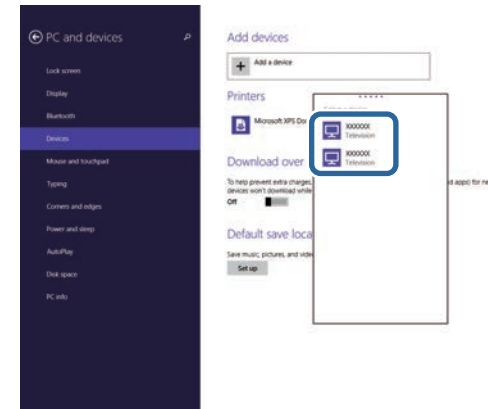 PC and devices
Lock screen
Display
Bluetooth
Devices
Mouse and touchpad
Typing
Corners and edges
Power and sleep
AutoPlay
Disk space
PC info
Add devices
Add a device
Printers
Microsoft XPS Doc
Download over
To help prevent extra charges,
d apps) for ne
devices won't download while
Off
Default save loca
Save music, pictures, and vide
Set up
XXXXXX
Television
XXXXXX
Television